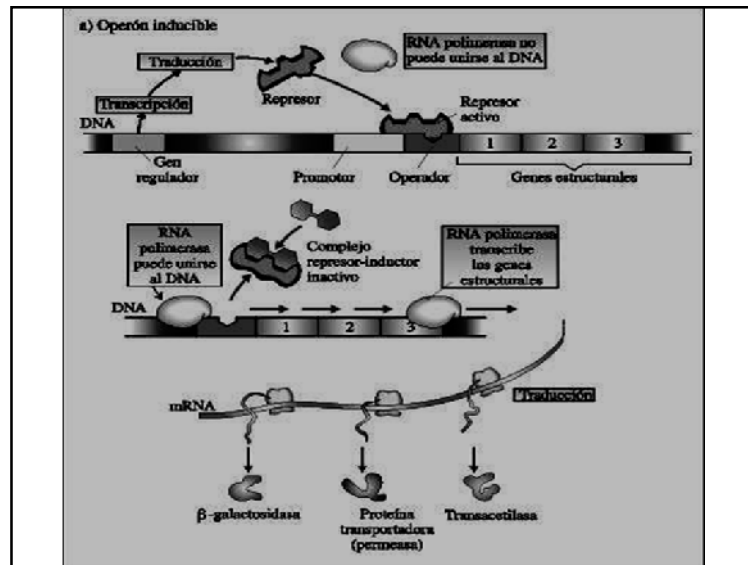 a) Operón inducible
RNA polimerasa no
puede unirse al DNA
Traducción
Represor
Transcripción
Represor
activo
DNA
1 2 3
Gen
regulador
Promotor
Operador
Genes estructurales
RNA
polimerasa
puede unirse
al DNA
Complejo
represor-inductor
inactivo
RNA polimerasa
transcribe
los genes
estructurales
DNA
1 2 3
mRNA
Traducción
β-galactosidasa
Proteína
transportadora
(permeasa)
Transacetilasa